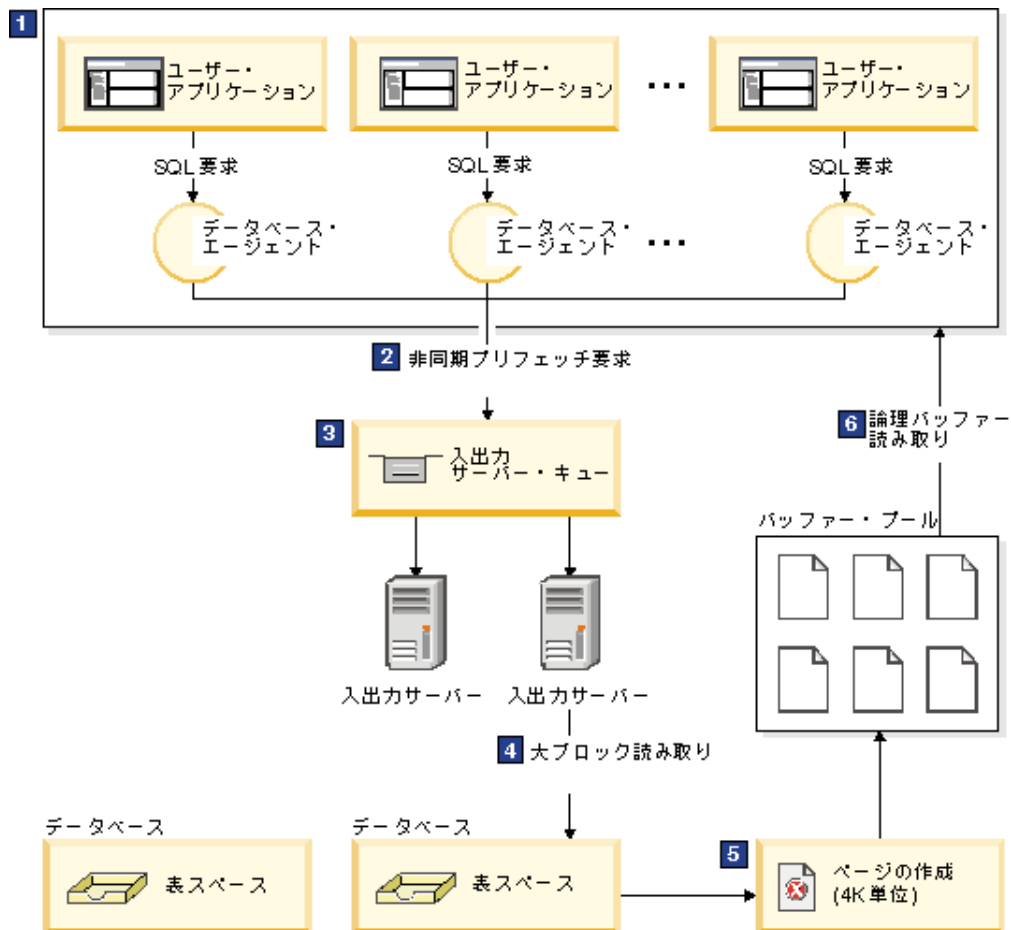 1
ユーザー・
アプリケーション
ユーザー・
アプリケーション
...
ユーザー・
アプリケーション
SQL要求
SQL要求
SQL要求
データベース・
エージェント
データベース・
エージェント
...
データベース・
エージェント
2 非同期プリフェッチ要求
3
入出力
サーバー・キュー
6 論理バッファー
読み取り
バッファー・プール
入出力サーバー
入出力サーバー
4 大ブロック読み取り
データベース
表スペース
データベース
表スペース
5
ページの作成
(4K単位)